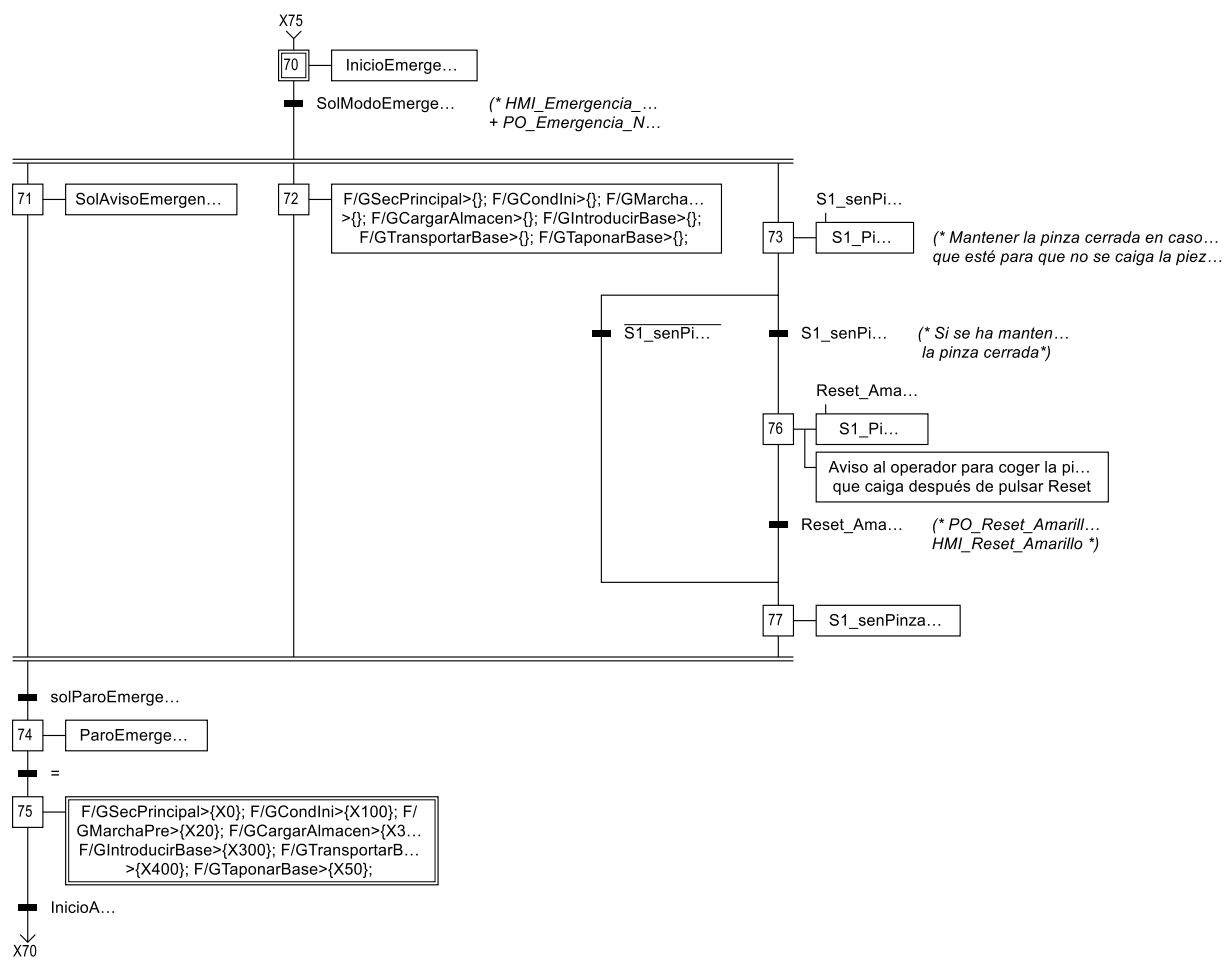 X75
70
InicioEmerge…
SolModoEmerge…
(* HMI_Emergencia_…
+ PO_Emergencia_N…
71
SolAvisoEmergen…
72
F/GSecPrincipal>{}; F/GCondIni>{}; F/GMarcha…
>{}; F/GCargarAlmacen>{}; F/GIntroducirBase>{};
F/GTransportarBase>{}; F/GTaponarBase>{};
S1_senPi…
73
S1_Pi…
(* Mantener la pinza cerrada en caso…
que esté para que no se caiga la piez…
S1_senPi…
S1_senPi…
(* Si se ha manten…
la pinza cerrada*)
Reset_Ama…
76
S1_Pi…
Aviso al operador para coger la pi…
que caiga después de pulsar Reset
Reset_Ama…
(* PO_Reset_Amarill…
HMI_Reset_Amarillo *)
77
S1_senPinza…
solParoEmerge…
74
ParoEmerge…
=
75
F/GSecPrincipal>{X0}; F/GCondIni>{X100}; F/
GMarchaPre>{X20}; F/GCargarAlmacen>{X3…
F/GIntroducirBase>{X300}; F/GTransportarB…
>{X400}; F/GTaponarBase>{X50};
InicioA…
X70